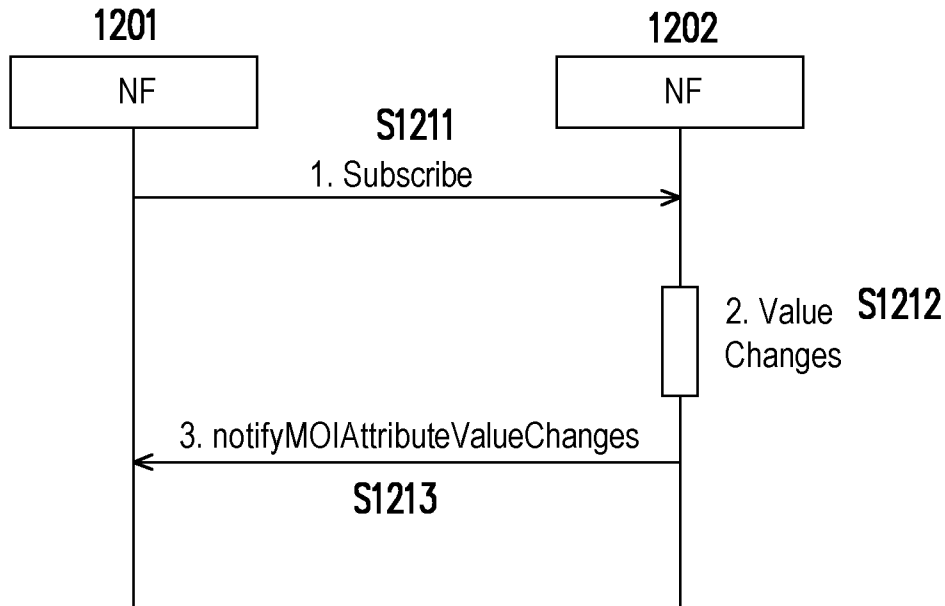 1201
1202
NF
NF
S1211
1. Subscribe
2. Value
S1212
Changes
3. notifyMOIAttributeValueChanges
S1213